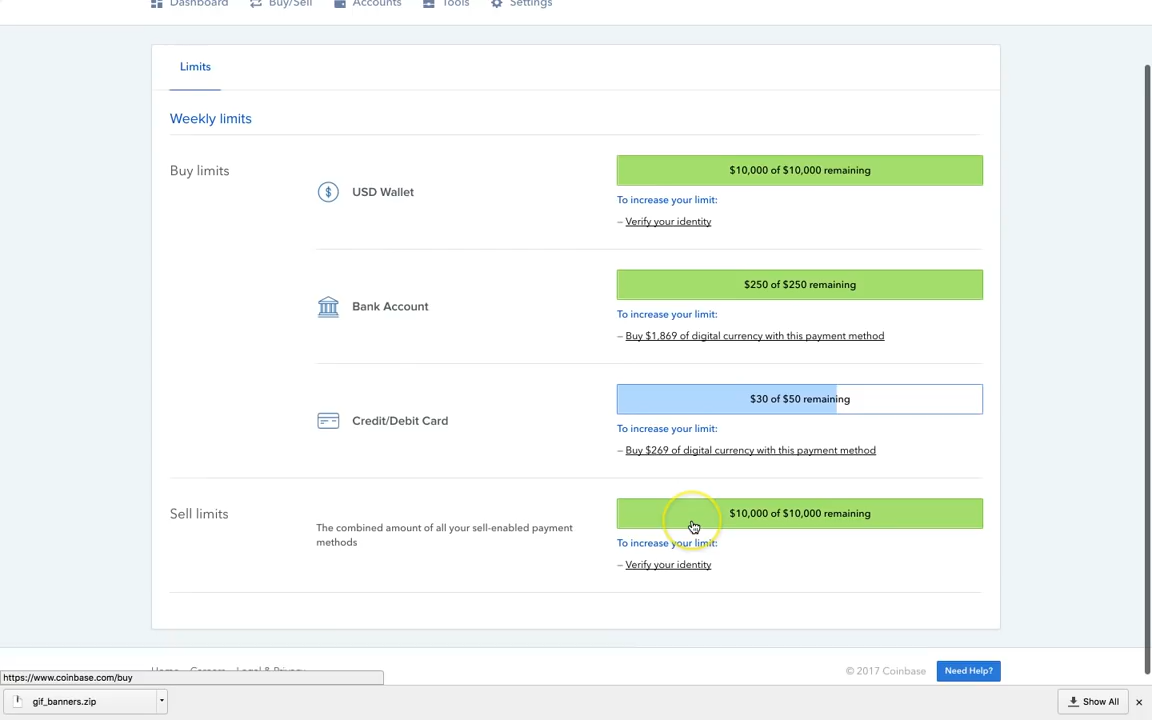 Dashboard Buy/Sell Accounts Tools Settings
Limits
Weekly limits
Buy limits
USD Wallet
$10,000 of $10,000 remaining
To increase your limit:
– Verify your identity
Bank Account
$250 of $250 remaining
To increase your limit:
– Buy $1,869 of digital currency with this payment method
Credit/Debit Card
$30 of $50 remaining
To increase your limit:
– Buy $269 of digital currency with this payment method
Sell limits
The combined amount of all your sell-enabled payment
methods
$10,000 of $10,000 remaining
To increase your limit:
– Verify your identity
Home Careers Legal & Privacy
© 2017 Coinbase
Need Help?
https://www.coinbase.com/buy
gif_banners.zip
Show All